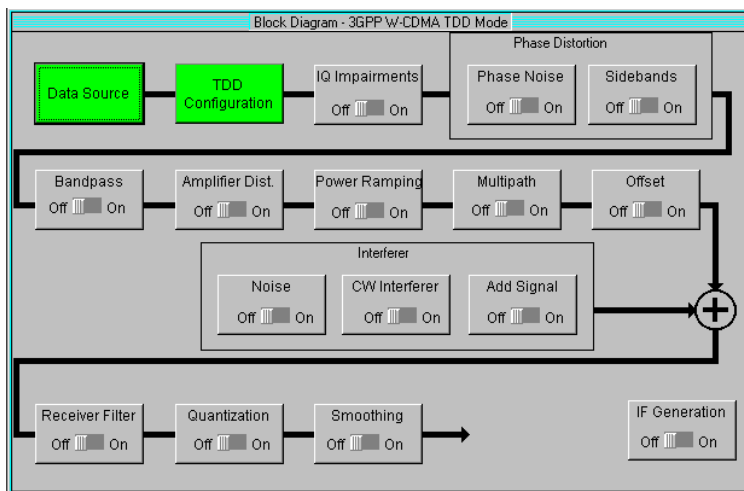 Block Diagram - 3GPP W-CDMA TDD Mode
Phase Distortion
Data Source
TDD
Configuration
IQ Impairments
Off On
Phase Noise
Off On
Sidebands
Off On
Bandpass
Off On
Amplifier Dist.
Off On
Power Ramping
Off On
Multipath
Off On
Offset
Off On
Interferer
Noise
Off On
CW Interferer
Off On
Add Signal
Off On
+
Receiver Filter
Off On
Quantization
Off On
Smoothing
Off On
IF Generation
Off On